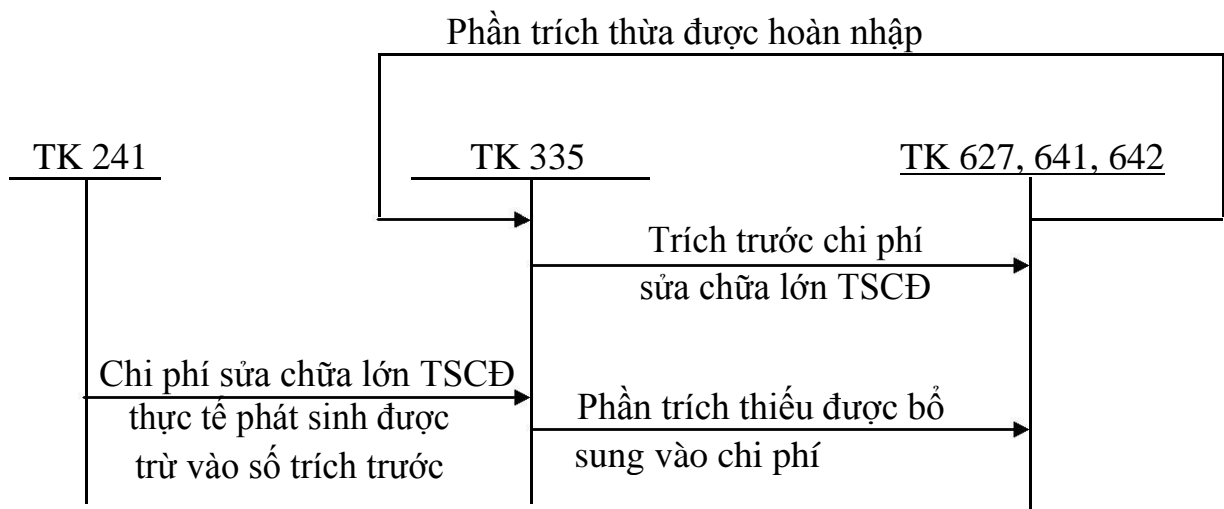 Phần trích thừa được hoàn nhập
TK 241
TK 335
TK 627, 641, 642
Trích trước chi phí
sửa chữa lớn TSCĐ
Chi phí sửa chữa lớn TSCĐ
thực tế phát sinh được
trừ vào số trích trước
Phần trích thiếu được bổ
sung vào chi phí